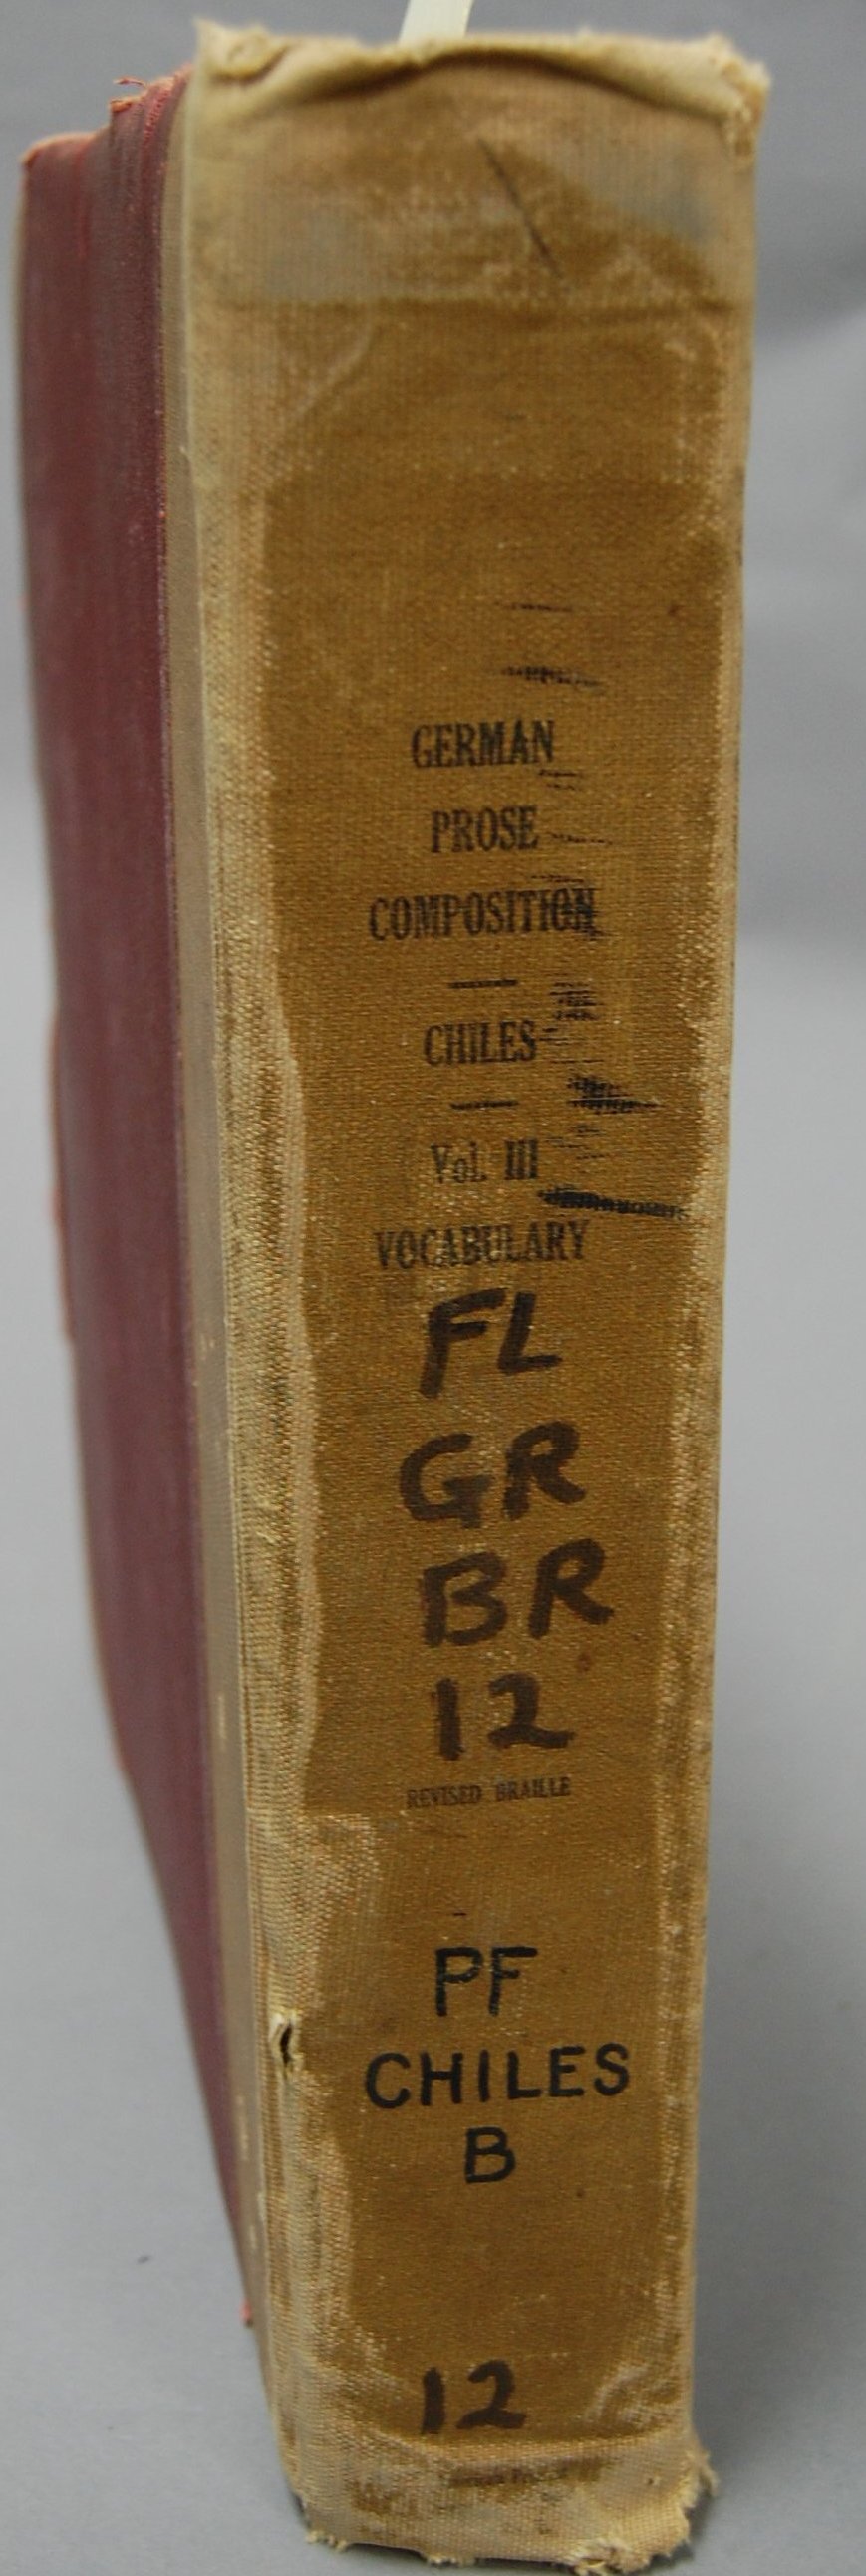 GERMAN
PROSE
COMPOSITION
CHILES
Vol. III
VOCABULARY
FL
GR
BR
12
REVISED BRAILLE
PF
CHILES
B
12